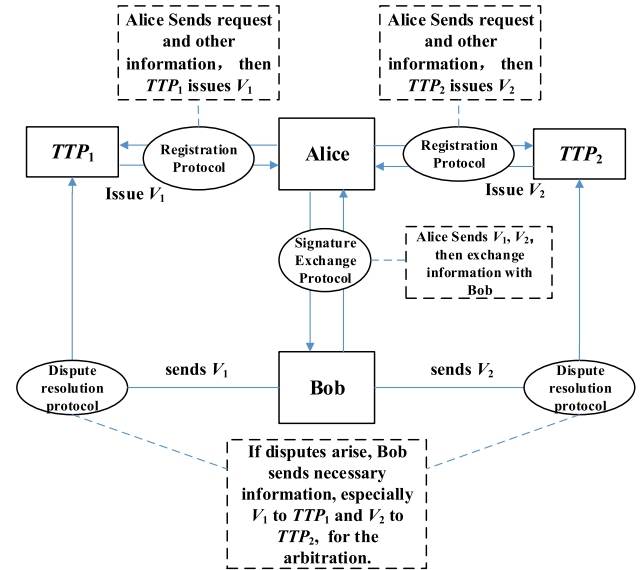 Alice Sends request
and other
information, then
TTP1 issues V1
Alice Sends request
and other
information, then
TTP2 issues V2
TTP1
Registration
Protocol
Alice
Registration
Protocol
TTP2
Issue V1
Issue V2
Signature
Exchange
Protocol
Alice Sends V1, V2,
then exchange
information with
Bob
Dispute
resolution
protocol
sends V1
Bob
sends V2
Dispute
resolution
protocol
If disputes arise, Bob
sends necessary
information, especially
V1 to TTP1 and V2 to
TTP2, for the
arbitration.